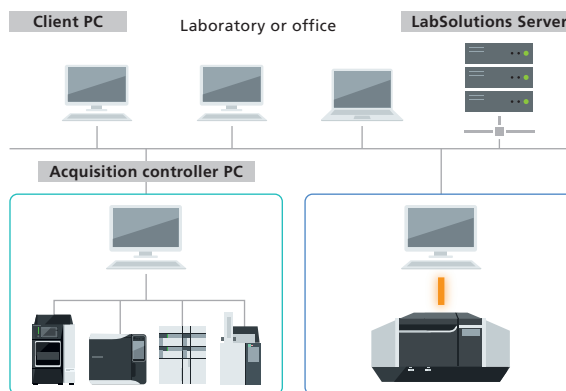 Client PC
Laboratory or office
LabSolutions Server
Acquisition controller PC